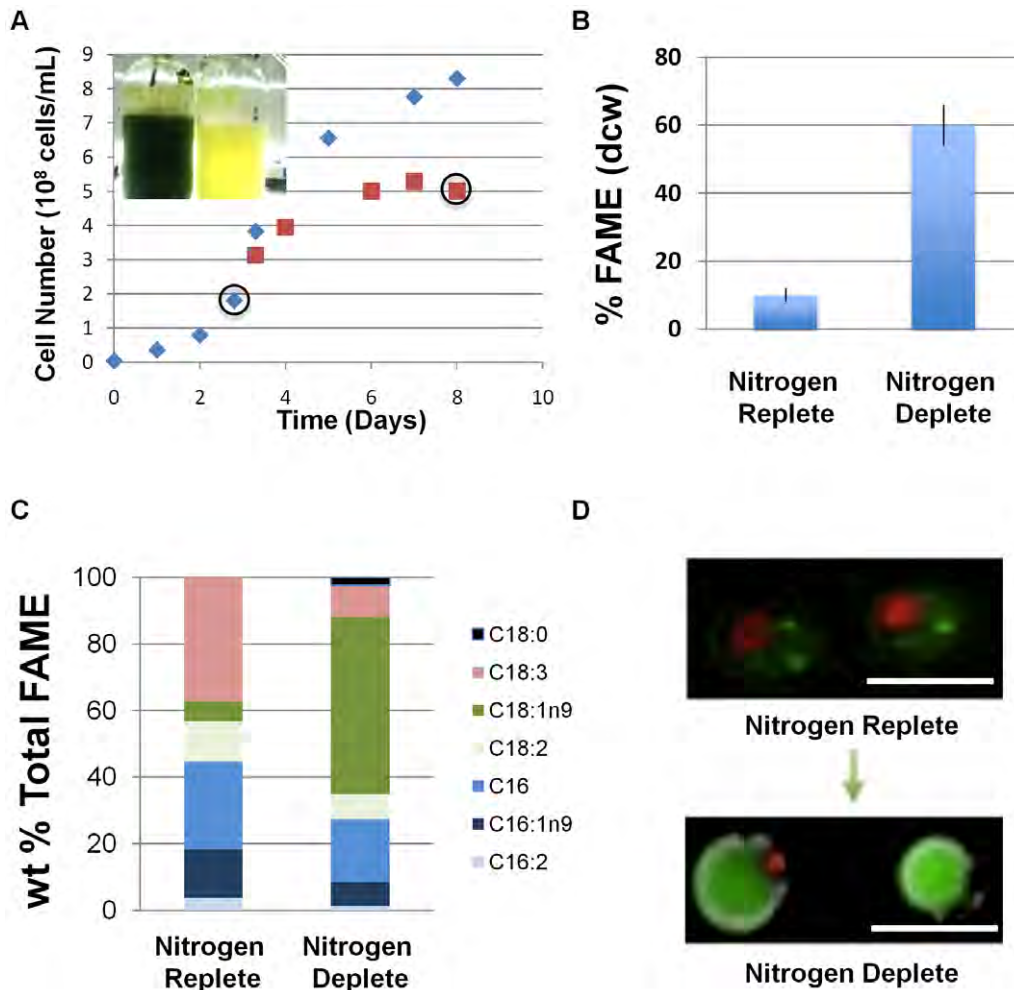 A
Cell Number (10⁸ cells/mL)
9
8
7
6
5
4
3
2
1
0
0 2 4 6 8 10
Time (Days)
B
% FAME (dcw)
80
60
40
20
0
Nitrogen Replete
Nitrogen Deplete
C
wt % Total FAME
100
80
60
40
20
0
Nitrogen Replete
Nitrogen Deplete
C18:0
C18:3
C18:1n9
C18:2
C16
C16:1n9
C16:2
D
Nitrogen Replete
Nitrogen Deplete